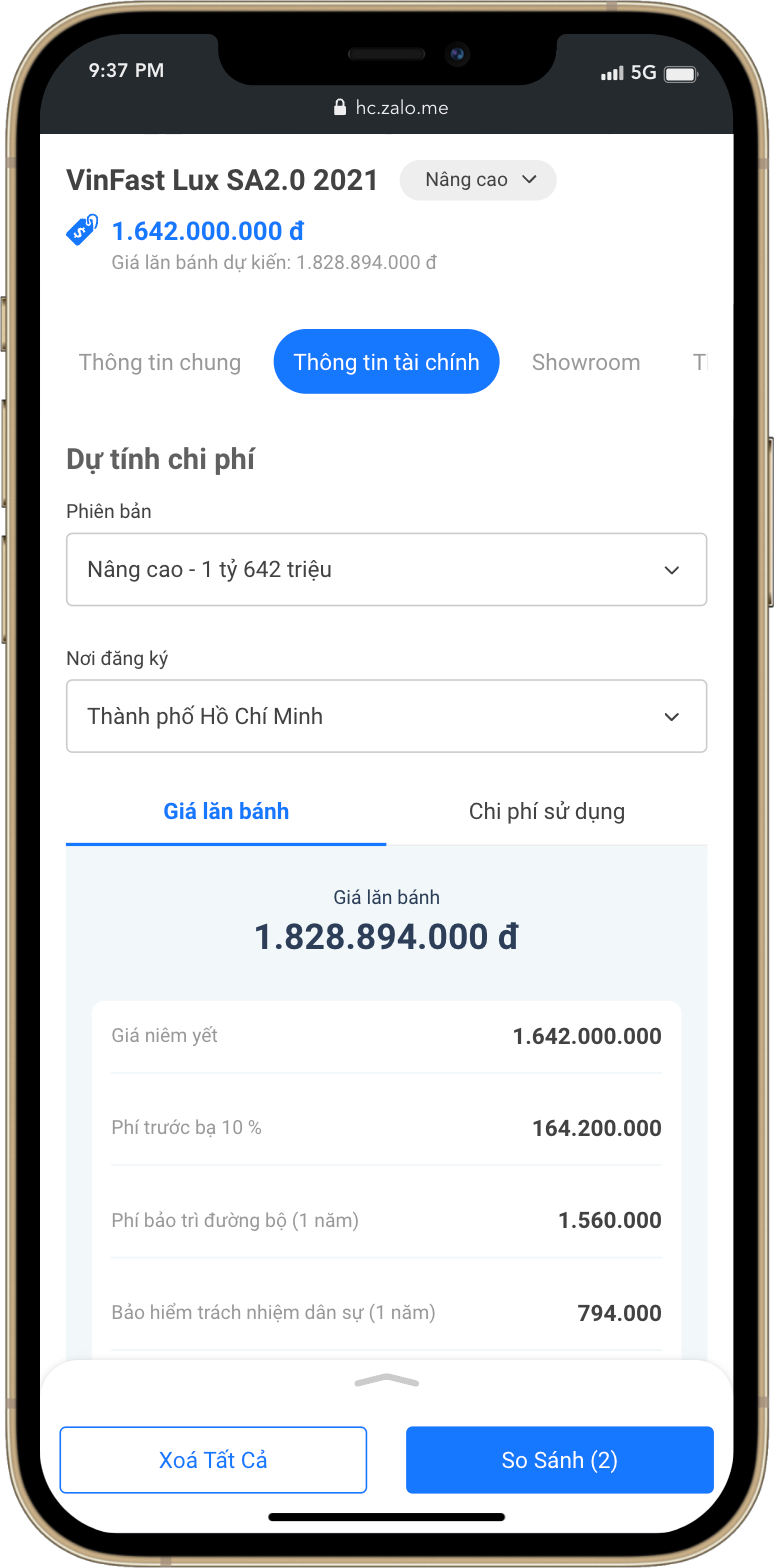 9:37 PM
5G
hc.zalo.me
VinFast Lux SA2.0 2021
Nâng cao
1.642.000.000 đ
Giá lăn bánh dự kiến: 1.828.894.000 đ
Thông tin chung
Thông tin tài chính
Showroom
Dự tính chi phí
Phiên bản
Nâng cao - 1 tỷ 642 triệu
Nơi đăng ký
Thành phố Hồ Chí Minh
Giá lăn bánh
Chi phí sử dụng
Giá lăn bánh
1.828.894.000 đ
Giá niêm yết
1.642.000.000
Phí trước bạ 10 %
164.200.000
Phí bảo trì đường bộ (1 năm)
1.560.000
Bảo hiểm trách nhiệm dân sự (1 năm)
794.000
Xoá Tất Cả
So Sánh (2)